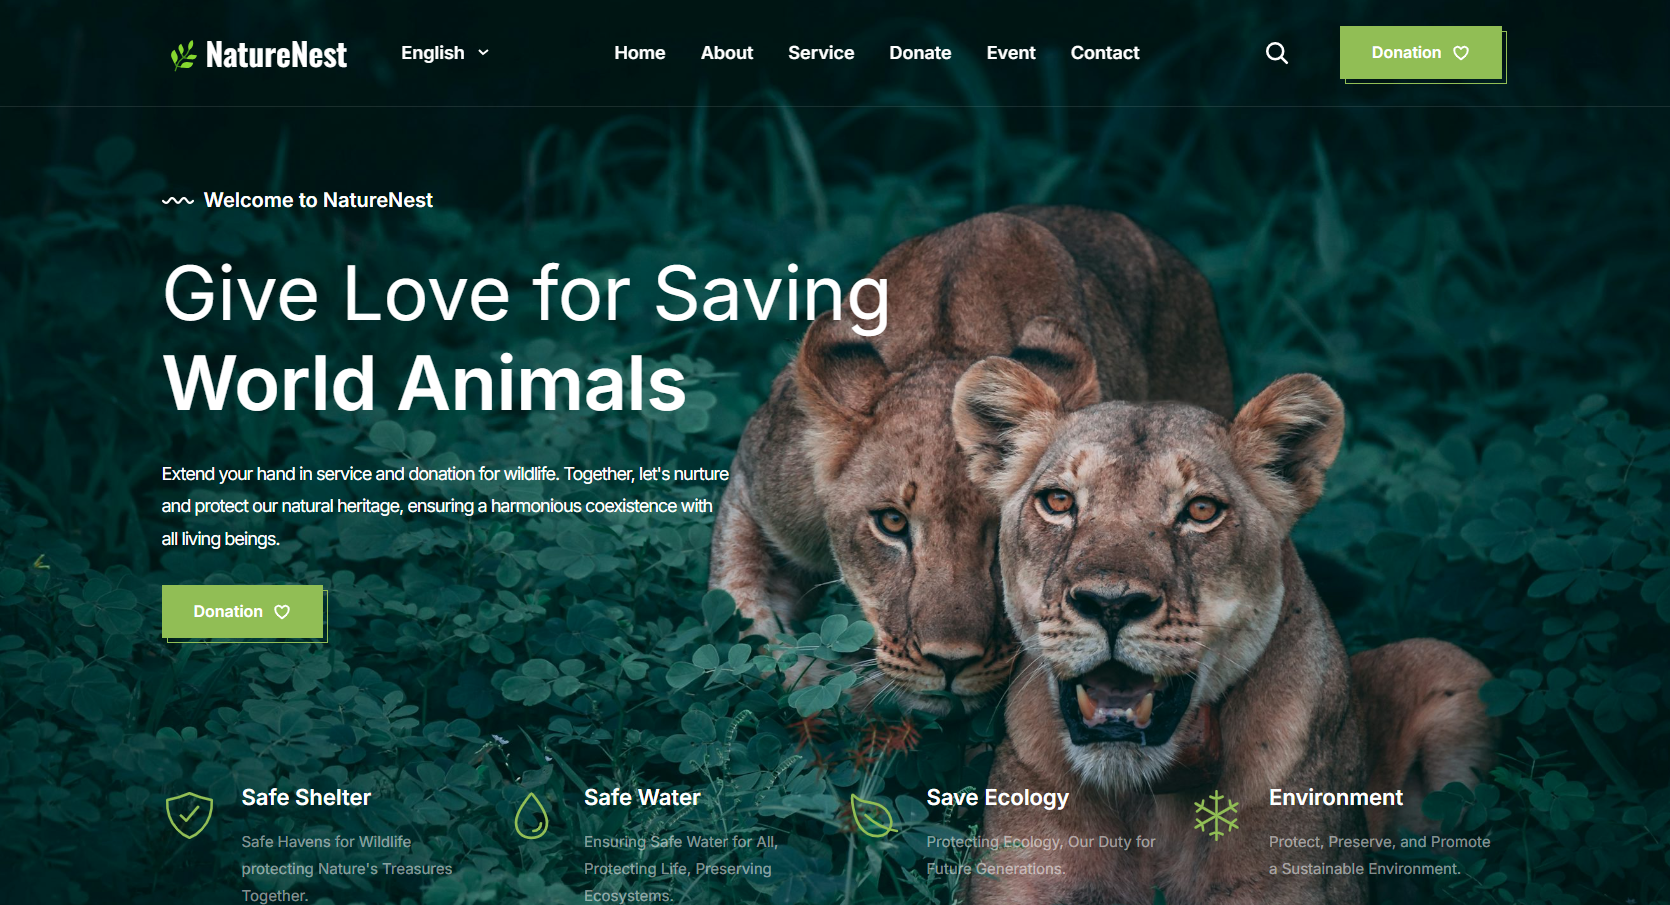 NatureNest
English
Home
About
Service
Donate
Event
Contact
Donation
Welcome to NatureNest
Give Love for Saving
World Animals
Extend your hand in service and donation for wildlife. Together, let's nurture
and protect our natural heritage, ensuring a harmonious coexistence with
all living beings.
Donation
Safe Shelter
Safe Havens for Wildlife
protecting Nature's Treasures
Together.
Safe Water
Ensuring Safe Water for All,
Protecting Life, Preserving
Ecosystems.
Save Ecology
Protecting Ecology, Our Duty for
Future Generations.
Environment
Protect, Preserve, and Promote
a Sustainable Environment.